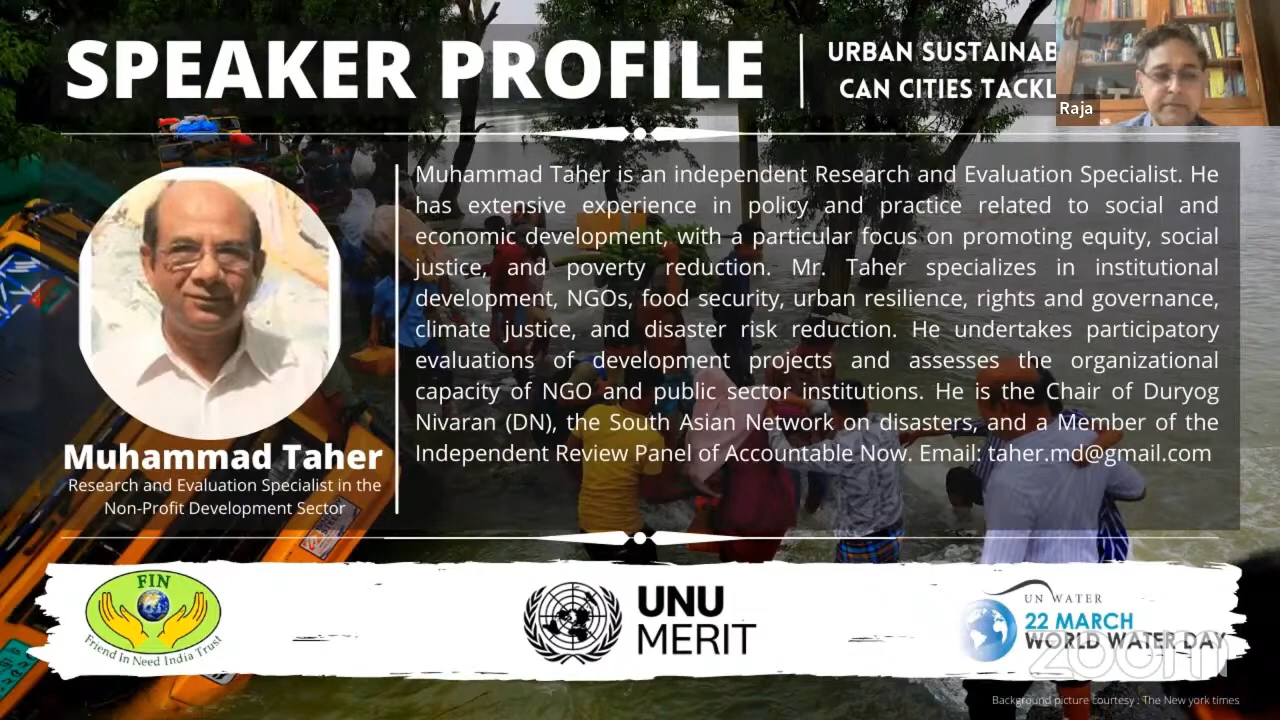 SPEAKER PROFILE
URBAN SUSTAINAB
CAN CITIES TACKL
Raja
Muhammad Taher is an independent Research and Evaluation Specialist. He
has extensive experience in policy and practice related to social and
economic development, with a particular focus on promoting equity, social
justice, and poverty reduction. Mr. Taher specializes in institutional
development, NGOs, food security, urban resilience, rights and governance,
climate justice, and disaster risk reduction. He undertakes participatory
evaluations of development projects and assesses the organizational
capacity of NGO and public sector institutions. He is the Chair of Duryog
Nivaran (DN), the South Asian Network on disasters, and a Member of the
Independent Review Panel of Accountable Now. Email: taher.md@gmail.com
Muhammad Taher
Research and Evaluation Specialist in the
Non-Profit Development Sector
FIN
Friend In Need India Trust
UNU
MERIT
UN WATER
22 MARCH
WORLD WATER DAY
zoom
Background picture courtesy : The New york times